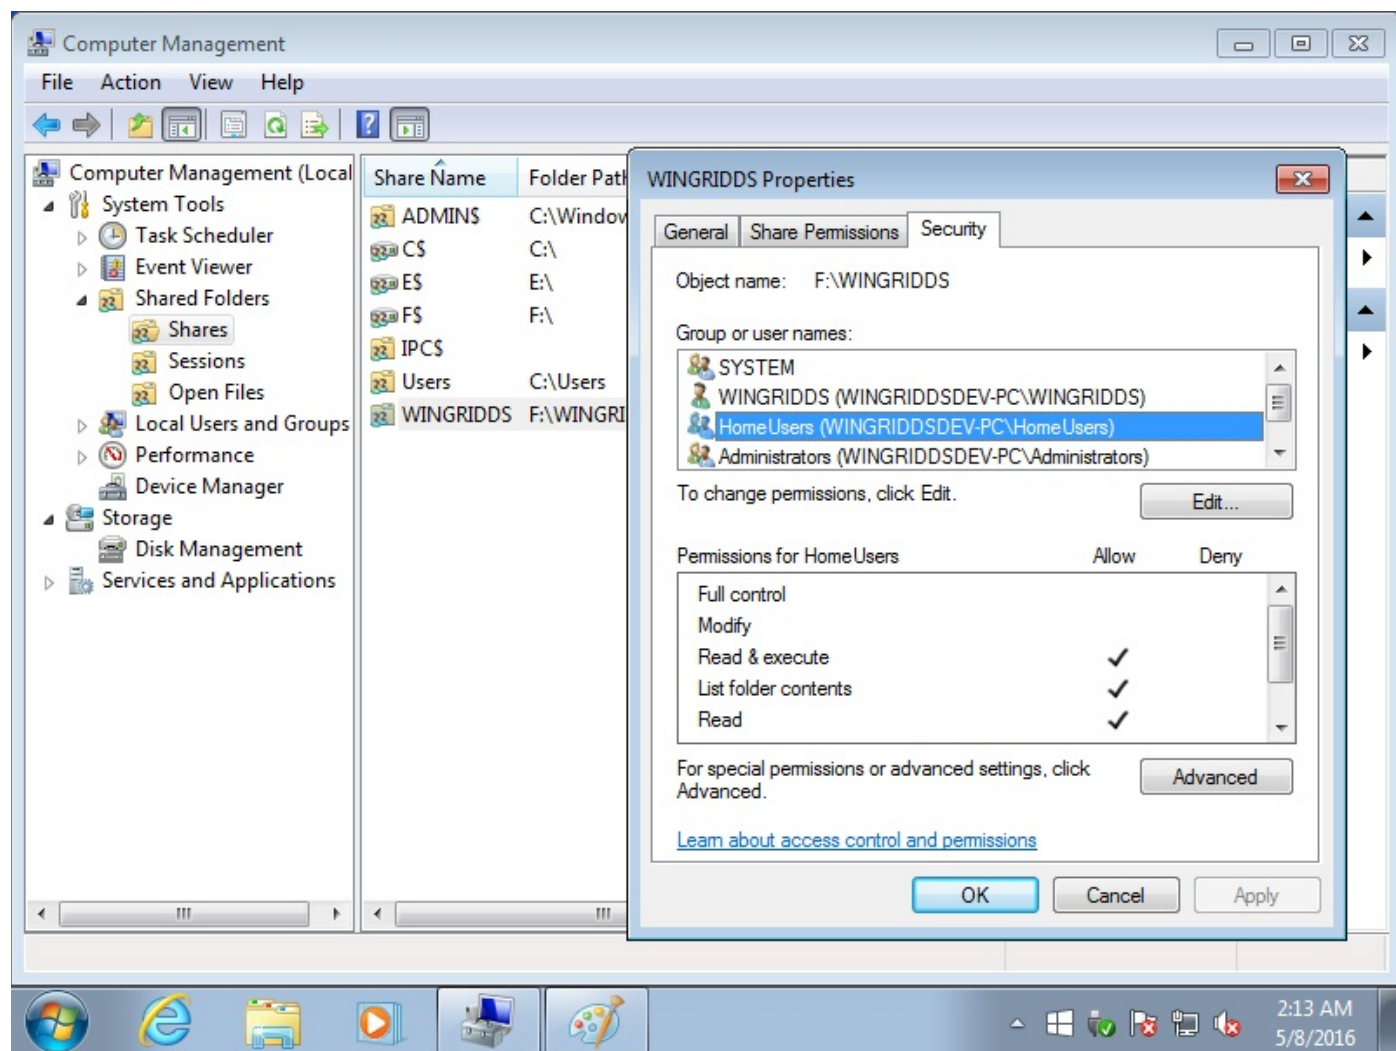 Computer Management
File Action View Help
Computer Management (Local
System Tools
Task Scheduler
Event Viewer
Shared Folders
Shares
Sessions
Open Files
Local Users and Groups
Performance
Device Manager
Storage
Disk Management
Services and Applications
Share Name Folder Path
ADMIN$ C:\Window
C$ C:\
E$ E:\
F$ F:\
IPC$
Users C:\Users
WINGRIDDS F:\WINGRI
WINGRIDDS Properties
General Share Permissions Security
Object name: F:\WINGRIDDS
Group or user names:
SYSTEM
WINGRIDDS (WINGRIDDSDEV-PC\WINGRIDDS)
HomeUsers (WINGRIDDSDEV-PC\HomeUsers)
Administrators (WINGRIDDSDEV-PC\Administrators)
To change permissions, click Edit.
Edit...
Permissions for HomeUsers Allow Deny
Full control
Modify
Read & execute
List folder contents
Read
For special permissions or advanced settings, click
Advanced.
Advanced
Learn about access control and permissions
OK Cancel Apply
2:13 AM
5/8/2016